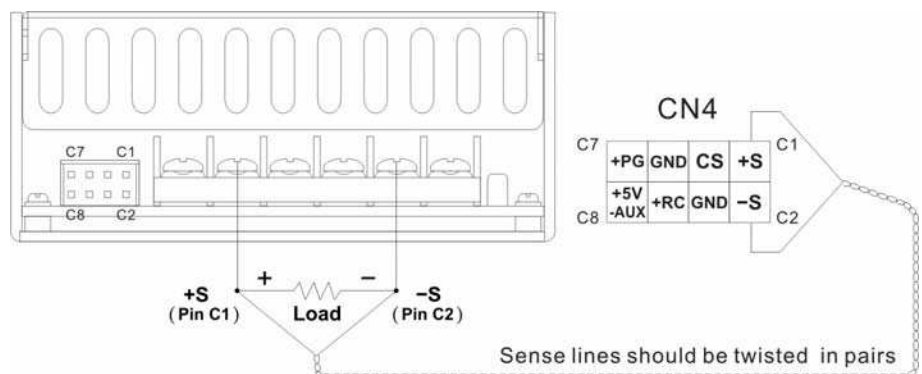 CN4
C7 C1
C8 C2
C7 +PG GND CS +S C1
C8 +5V -AUX +RC GND −S C2
+S + − −S
(Pin C1) Load (Pin C2)
Sense lines should be twisted in pairs